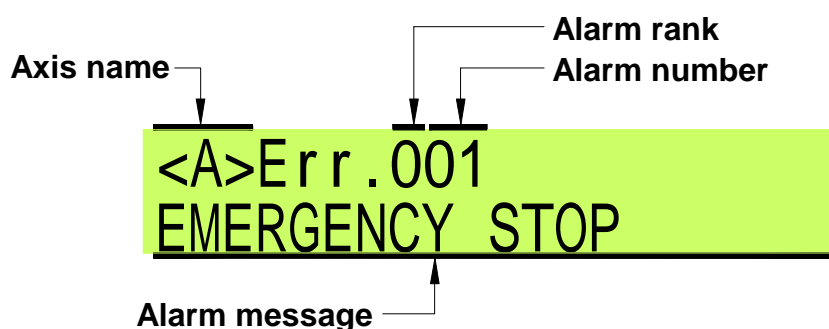 Alarm rank
Axis name
Alarm number
<A>Err.001
EMERGENCY STOP
Alarm message